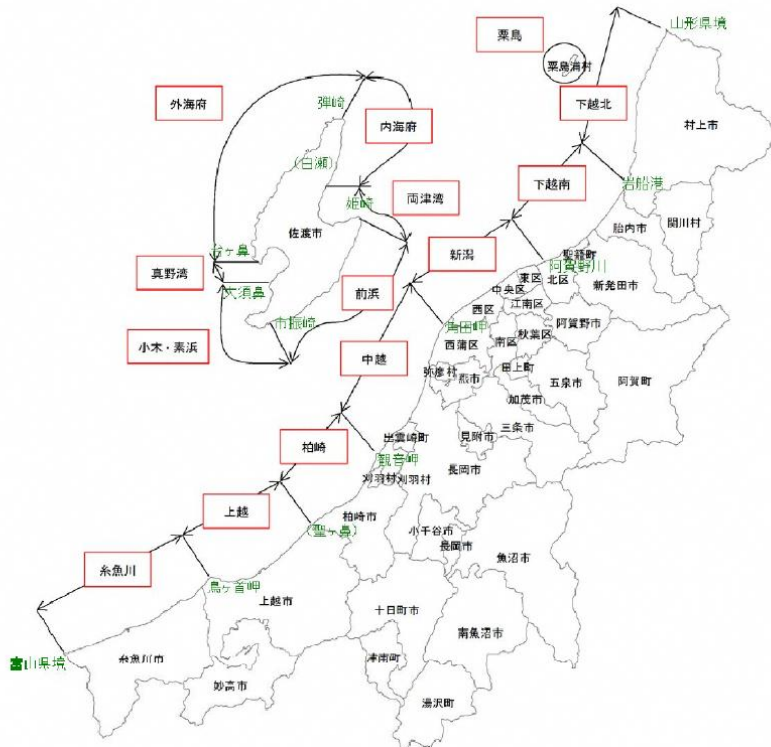 粟島
山形県境
粟島浦村
外海府
下越北
弾崎
内海府
村上市
(白瀬)
下越南
岩船港
姫崎
両津湾
関川村
佐渡市
胎内市
新潟
聖籠町
台ヶ鼻
阿賀野川
真野湾
東区
北区
新発田市
大須鼻
前浜
中央区
江南区
西区
市振崎
角田岬
阿賀野市
秋葉区
小木・素浜
西蒲区
南区
中越
弥彦村
燕市
田上町
五泉市
阿賀町
加茂市
三条市
出雲崎町
見附市
柏崎
観音岬
長岡市
刈羽村
刈羽村
上越
柏崎市
(聖ヶ鼻)
小千谷市
長岡市
魚沼市
糸魚川
鳥ヶ首岬
上越市
十日町市
南魚沼市
富山県境
糸魚川市
津南町
妙高市
湯沢町